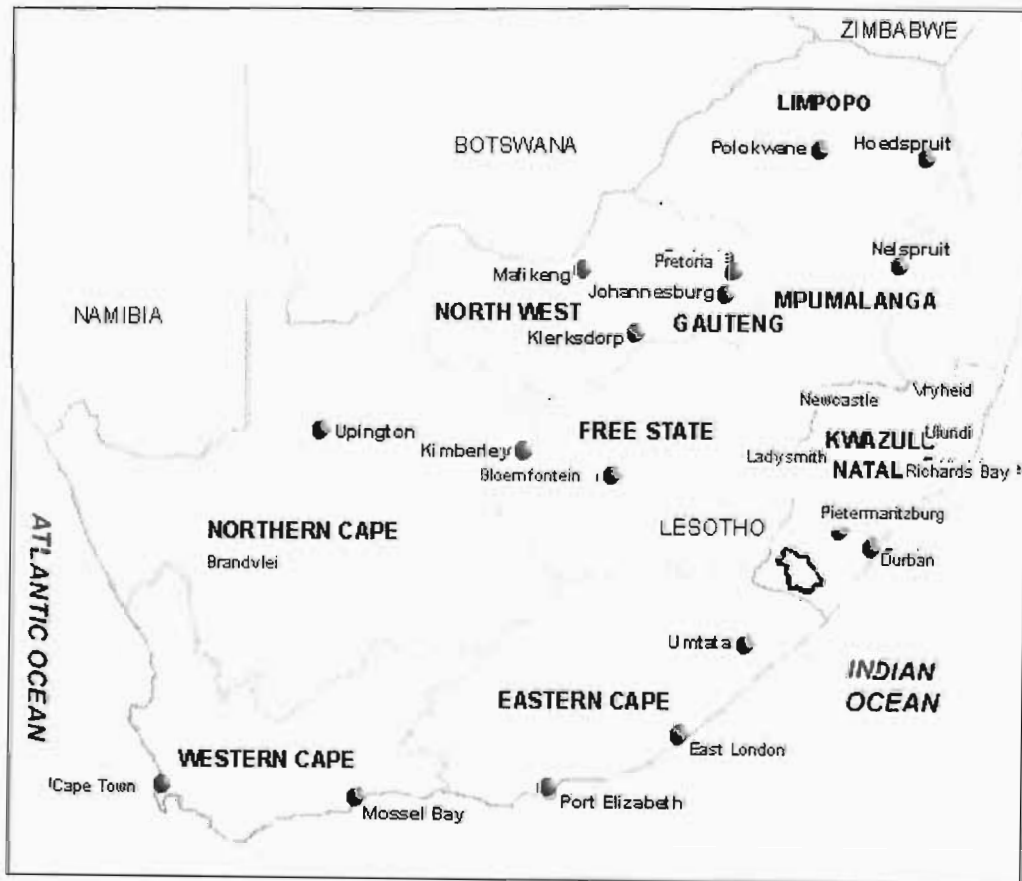 ZIMBABWE
LIMPOPO
BOTSWANA
Polokwane
Hoedspruit
Nelspruit
Pretoria
Mafikeng
Johannesburg
MPUMALANGA
NORTH WEST
GAUTENG
NAMIBIA
Klerksdorp
Vryheid
Newcastle
Upington
FREE STATE
KWAZULU
Ulundi
Kimberley
Ladysmith
Bloemfontein
NATAL
Richards Bay
Pietermaritzburg
NORTHERN CAPE
LESOTHO
Brandvlei
Durban
ATLANTIC OCEAN
Umtata
INDIAN
OCEAN
EASTERN CAPE
East London
WESTERN CAPE
Cape Town
Port Elizabeth
Mossel Bay